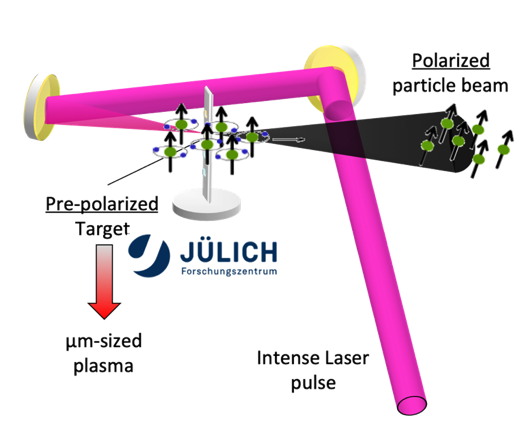 Polarized
particle beam
Pre-polarized
Target
JÜLICH
Forschungszentrum
μm-sized
plasma
Intense Laser
pulse